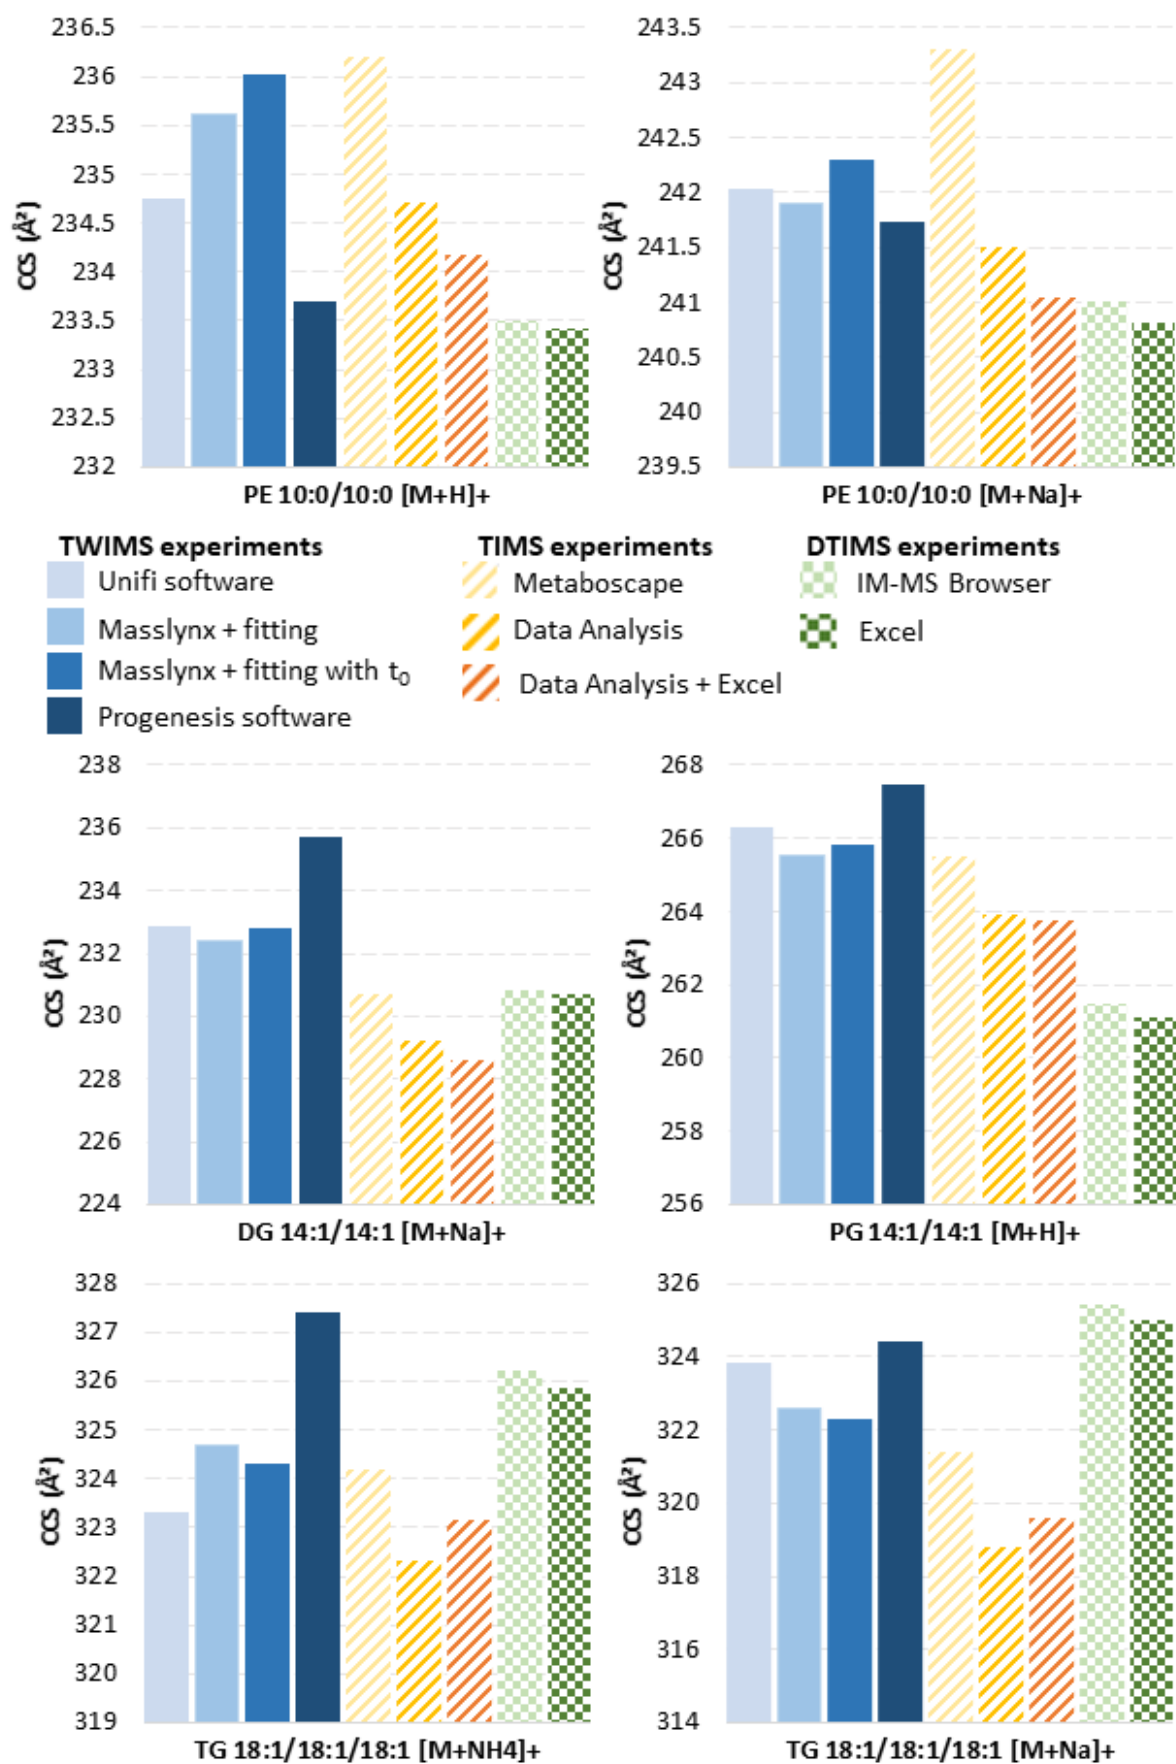 236.5
236
235.5
235
234.5
234
233.5
233
232.5
232
CCS (Å²)
PE 10:0/10:0 [M+H]+
243.5
243
242.5
242
241.5
241
240.5
240
239.5
CCS (Å²)
PE 10:0/10:0 [M+Na]+
TWIMS experiments
Unifi software
Masslynx + fitting
Masslynx + fitting with t₀
Progenesis software
TIMS experiments
Metaboscape
Data Analysis
Data Analysis + Excel
DTIMS experiments
IM-MS Browser
Excel
238
236
234
232
230
228
226
224
CCS (Å²)
DG 14:1/14:1 [M+Na]+
268
266
264
262
260
258
256
CCS (Å²)
PG 14:1/14:1 [M+H]+
328
327
326
325
324
323
322
321
320
319
CCS (Å²)
TG 18:1/18:1/18:1 [M+NH4]+
326
324
322
320
318
316
314
CCS (Å²)
TG 18:1/18:1/18:1 [M+Na]+